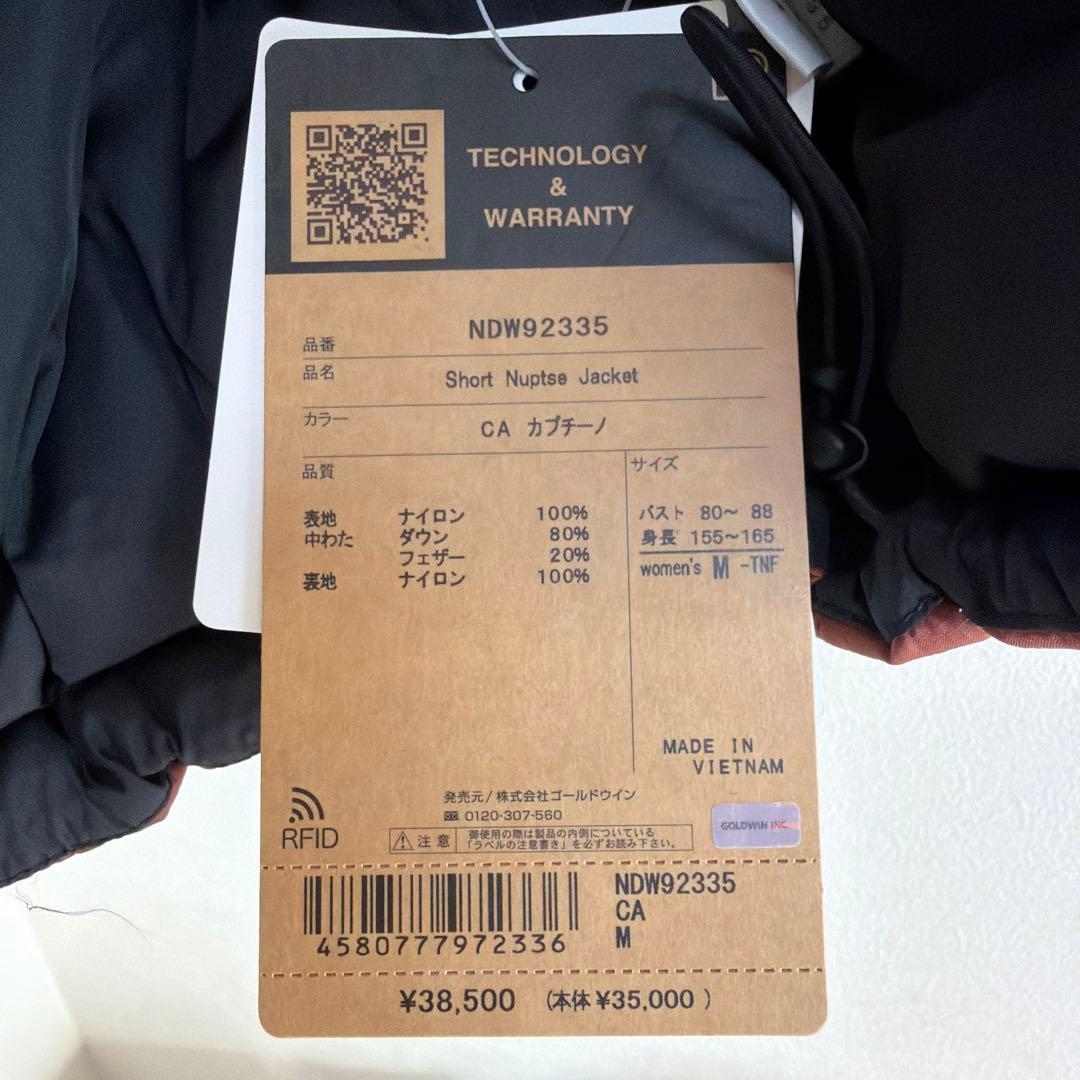 TECHNOLOGY
&
WARRANTY
品番 NDW92335
品名 Short Nuptse Jacket
カラー CA カプチーノ
品質
表地 ナイロン 100%
中わた ダウン 80%
フェザー 20%
裏地 ナイロン 100%
サイズ
バスト 80〜 88
身長 155〜165
women's M -TNF
MADE IN
VIETNAM
発売元/株式会社ゴールドウイン
0120-307-560
RFID
注意
御使用の際は製品の内側についている
「ラベルの注意書き」を必ずお読み下さい。
GOLDWIN INC.
4580777972336
NDW92335
CA
M
¥38,500 (本体 ¥35,000 )